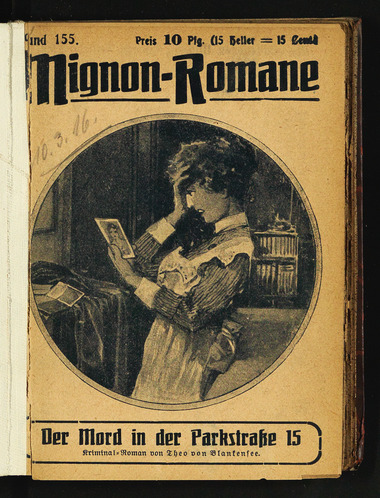 Band 155. Preis 10 Pfg. (15 Heller = 15 Cent)
Mignon-Romane
10. 3. 16.
Der Mord in der Parkstraße 15
Kriminal-Roman von Theo von Blankensee.